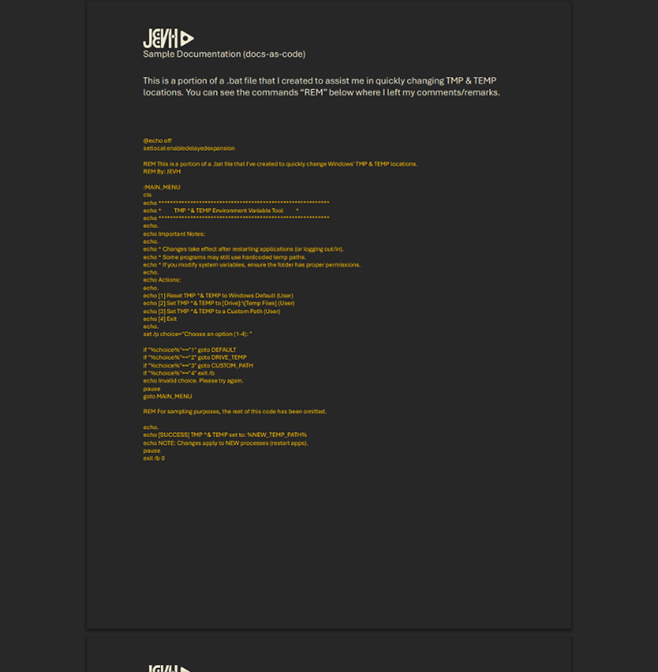 JEVH
Sample Documentation (docs-as-code)
This is a portion of a .bat file that I created to assist me in quickly changing TMP & TEMP
locations. You can see the commands “REM” below where I left my comments/remarks.
@echo off
setlocal enabledelayedexpansion
REM This is a portion of a .bat file that I've created to quickly change Windows' TMP & TEMP locations.
REM By: JEVH
:MAIN_MENU
cls
echo ************************************************************
echo * TMP ^& TEMP Environment Variable Tool *
echo ************************************************************
echo.
echo Important Notes:
echo.
echo * Changes take effect after restarting applications (or logging out/in).
echo * Some programs may still use hardcoded temp paths.
echo * If you modify system variables, ensure the folder has proper permissions.
echo.
echo Actions:
echo.
echo [1] Reset TMP ^& TEMP to Windows Default (User)
echo [2] Set TMP ^& TEMP to [Drive]:\[Temp Files] (User)
echo [3] Set TMP ^& TEMP to a Custom Path (User)
echo [4] Exit
echo.
set /p choice="Choose an option (1-4): "
if "%choice%"=="1" goto DEFAULT
if "%choice%"=="2" goto DRIVE_TEMP
if "%choice%"=="3" goto CUSTOM_PATH
if "%choice%"=="4" exit /b
echo Invalid choice. Please try again.
pause
goto MAIN_MENU
REM For sampling purposes, the rest of this code has been omitted.
echo.
echo [SUCCESS] TMP ^& TEMP set to: %NEW_TEMP_PATH%
echo NOTE: Changes apply to NEW processes (restart apps).
pause
exit /b 0
JEVH